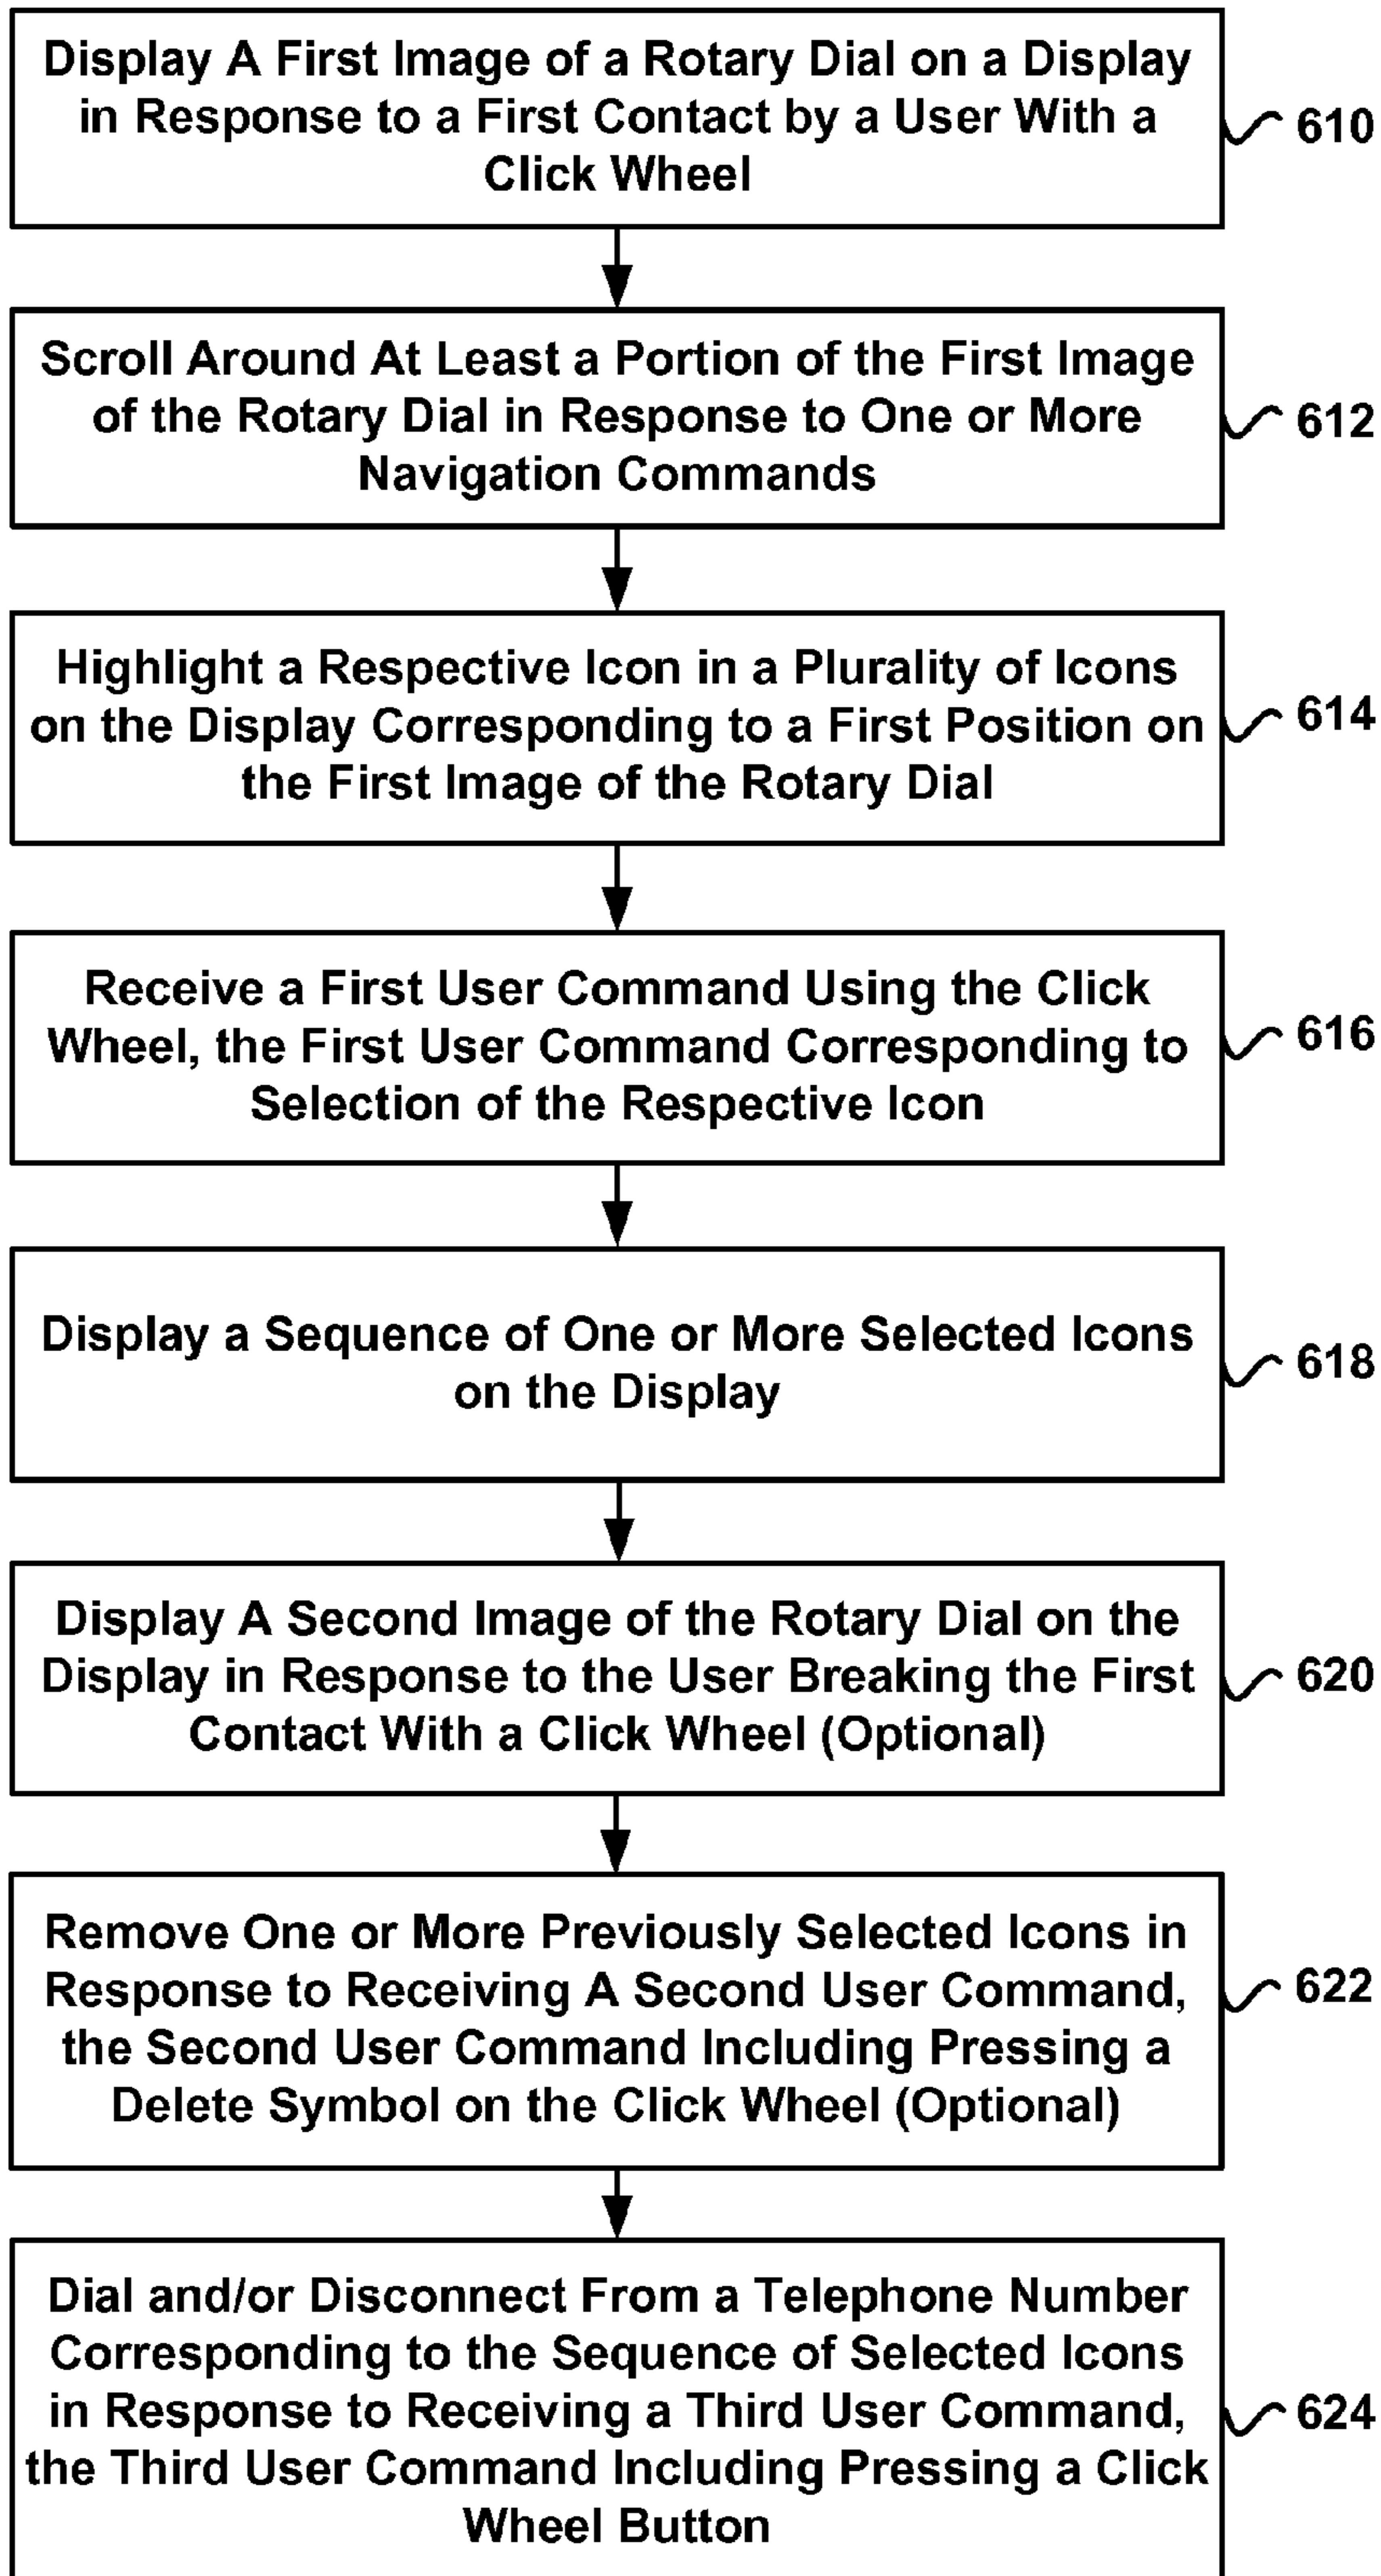 Display A First Image of a Rotary Dial on a Display
in Response to a First Contact by a User With a
Click Wheel
610
Scroll Around At Least a Portion of the First Image
of the Rotary Dial in Response to One or More
Navigation Commands
612
Highlight a Respective Icon in a Plurality of Icons
on the Display Corresponding to a First Position on
the First Image of the Rotary Dial
614
Receive a First User Command Using the Click
Wheel, the First User Command Corresponding to
Selection of the Respective Icon
616
Display a Sequence of One or More Selected Icons
on the Display
618
Display A Second Image of the Rotary Dial on the
Display in Response to the User Breaking the First
Contact With a Click Wheel (Optional)
620
Remove One or More Previously Selected Icons in
Response to Receiving A Second User Command,
the Second User Command Including Pressing a
Delete Symbol on the Click Wheel (Optional)
622
Dial and/or Disconnect From a Telephone Number
Corresponding to the Sequence of Selected Icons
in Response to Receiving a Third User Command,
the Third User Command Including Pressing a Click
Wheel Button
624